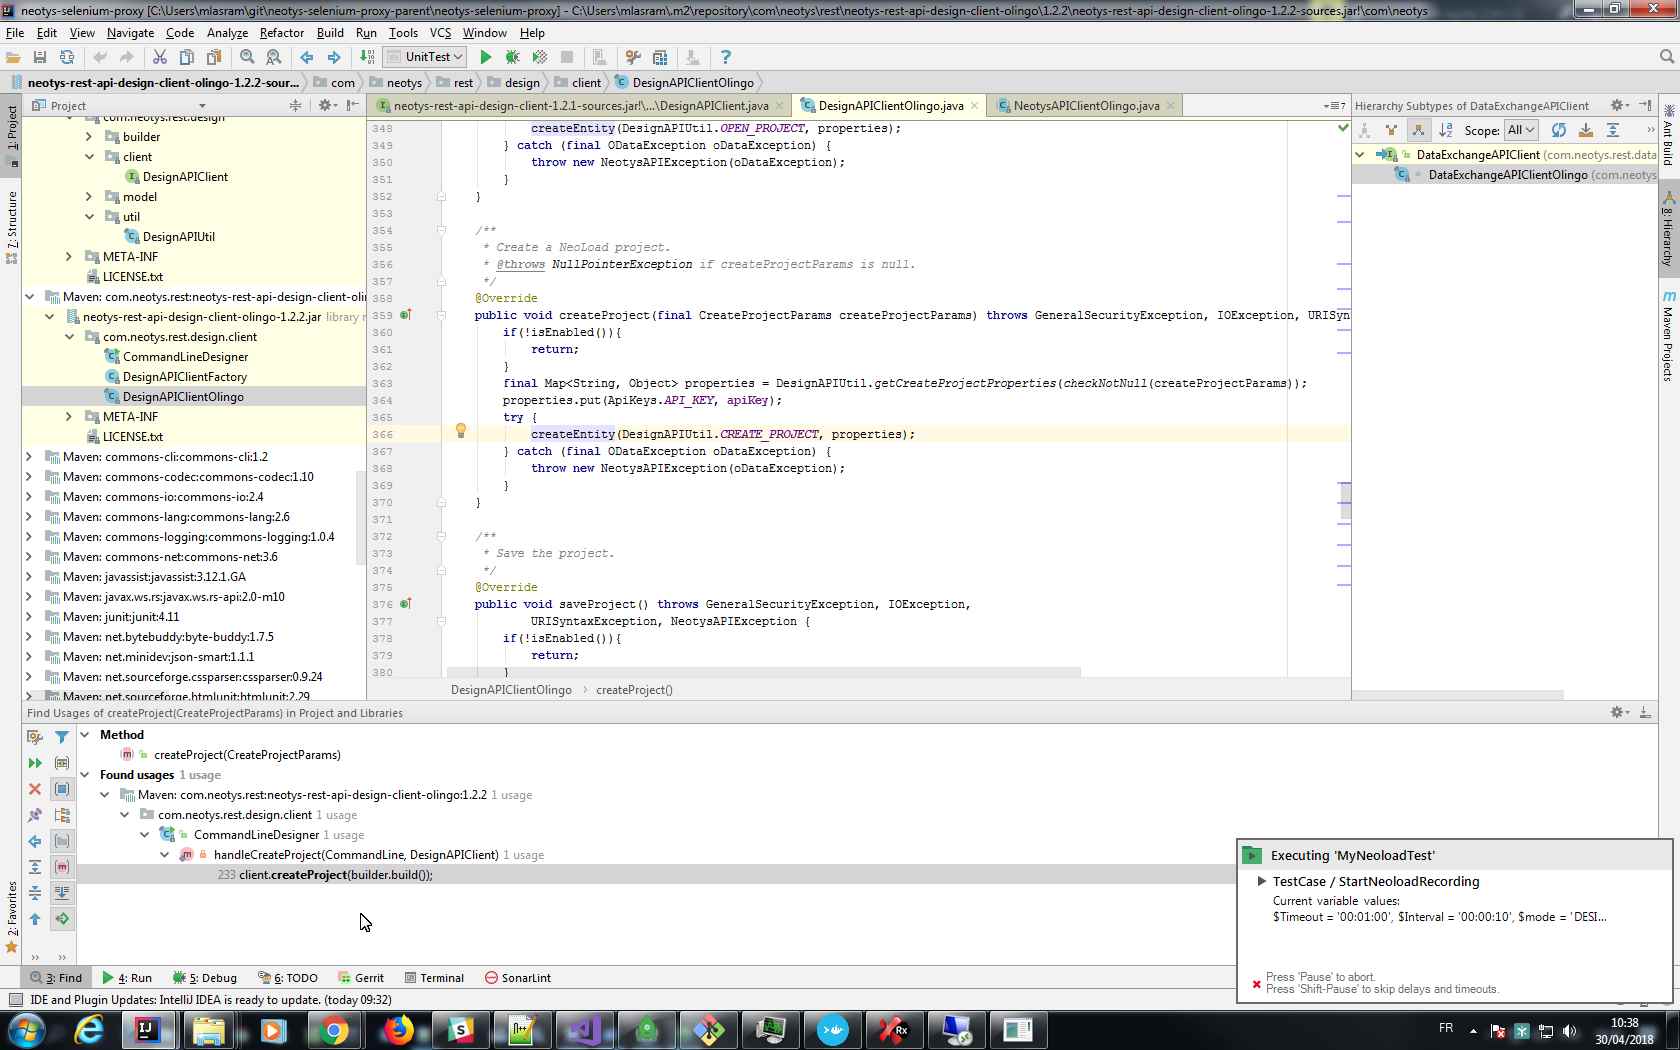 neotys-selenium-proxy [C:\Users\mlasram\git\neotys-selenium-proxy-parent\neotys-selenium-proxy] - C:\Users\mlasram\.m2\repository\com\neotys\rest\neotys-rest-api-design-client-olingo\1.2.2\neotys-rest-api-design-client-olingo-1.2.2-sources.jar!\com\neotys
File Edit View Navigate Code Analyze Refactor Build Run Tools VCS Window Help
UnitTest
neotys-rest-api-design-client-olingo-1.2.2-sour... com neotys rest design client DesignAPIClientOlingo
1: Project
7: Structure
2: Favorites
Project
com.neotys.rest.design
builder
client
DesignAPIClient
model
util
DesignAPIUtil
META-INF
LICENSE.txt
Maven: com.neotys.rest:neotys-rest-api-design-client-oli
neotys-rest-api-design-client-olingo-1.2.2.jar library r
com.neotys.rest.design.client
CommandLineDesigner
DesignAPIClientFactory
DesignAPIClientOlingo
META-INF
LICENSE.txt
Maven: commons-cli:commons-cli:1.2
Maven: commons-codec:commons-codec:1.10
Maven: commons-io:commons-io:2.4
Maven: commons-lang:commons-lang:2.6
Maven: commons-logging:commons-logging:1.0.4
Maven: commons-net:commons-net:3.6
Maven: javassist:javassist:3.12.1.GA
Maven: javax.ws.rs:javax.ws.rs-api:2.0-m10
Maven: junit:junit:4.11
Maven: net.bytebuddy:byte-buddy:1.7.5
Maven: net.minidev:json-smart:1.1.1
Maven: net.sourceforge.cssparser:cssparser:0.9.24
Maven: net.sourceforge.htmlunit:htmlunit:2.29
neotys-rest-api-design-client-1.2.1-sources.jar!\...\DesignAPIClient.java DesignAPIClientOlingo.java NeotysAPIClientOlingo.java
348 createEntity(DesignAPIUtil.OPEN_PROJECT, properties);
349 } catch (final ODataException oDataException) {
350 throw new NeotysAPIException(oDataException);
351 }
352 }
353
354 /**
355 * Create a NeoLoad project.
356 * @throws NullPointerException if createProjectParams is null.
357 */
358 @Override
359 public void createProject(final CreateProjectParams createProjectParams) throws GeneralSecurityException, IOException, URISyn
360 if(!isEnabled()){
361 return;
362 }
363 final Map<String, Object> properties = DesignAPIUtil.getCreateProjectProperties(checkNotNull(createProjectParams));
364 properties.put(ApiKeys.API_KEY, apiKey);
365 try {
366 createEntity(DesignAPIUtil.CREATE_PROJECT, properties);
367 } catch (final ODataException oDataException) {
368 throw new NeotysAPIException(oDataException);
369 }
370 }
371
372 /**
373 * Save the project.
374 */
375 @Override
376 public void saveProject() throws GeneralSecurityException, IOException,
377 URISyntaxException, NeotysAPIException {
378 if(!isEnabled()){
379 return;
380 }
DesignAPIClientOlingo createProject()
Hierarchy Subtypes of DataExchangeAPIClient
Scope: All
DataExchangeAPIClient (com.neotys.rest.data
DataExchangeAPIClientOlingo (com.neotys
Ant Build
8: Hierarchy
Maven Projects
Find Usages of createProject(CreateProjectParams) in Project and Libraries
Method
createProject(CreateProjectParams)
Found usages 1 usage
Maven: com.neotys.rest:neotys-rest-api-design-client-olingo:1.2.2 1 usage
com.neotys.rest.design.client 1 usage
CommandLineDesigner 1 usage
handleCreateProject(CommandLine, DesignAPIClient) 1 usage
233 client.createProject(builder.build());
Executing 'MyNeoloadTest'
TestCase / StartNeoloadRecording
Current variable values:
$Timeout = '00:01:00', $Interval = '00:00:10', $mode = 'DESI...
Press 'Pause' to abort.
Press 'Shift-Pause' to skip delays and timeouts.
3: Find 4: Run 5: Debug 6: TODO Gerrit Terminal SonarLint
IDE and Plugin Updates: IntelliJ IDEA is ready to update. (today 09:32)
FR
10:38
30/04/2018